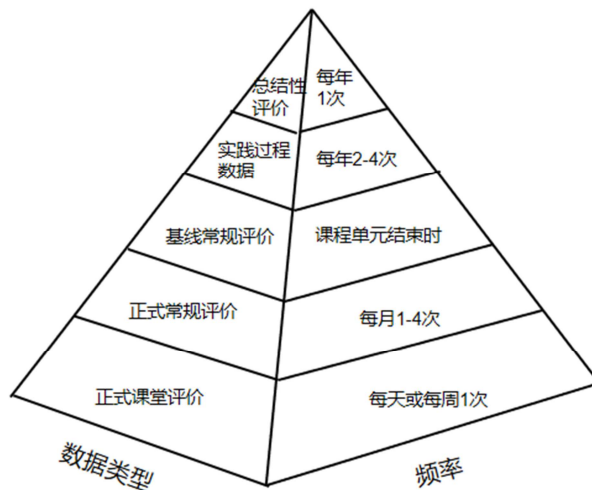 总结性
评价
每年
1次
实践过程
数据
每年2-4次
基线常规评价
课程单元结束时
正式常规评价
每月1-4次
正式课堂评价
每天或每周1次
数据类型
频率